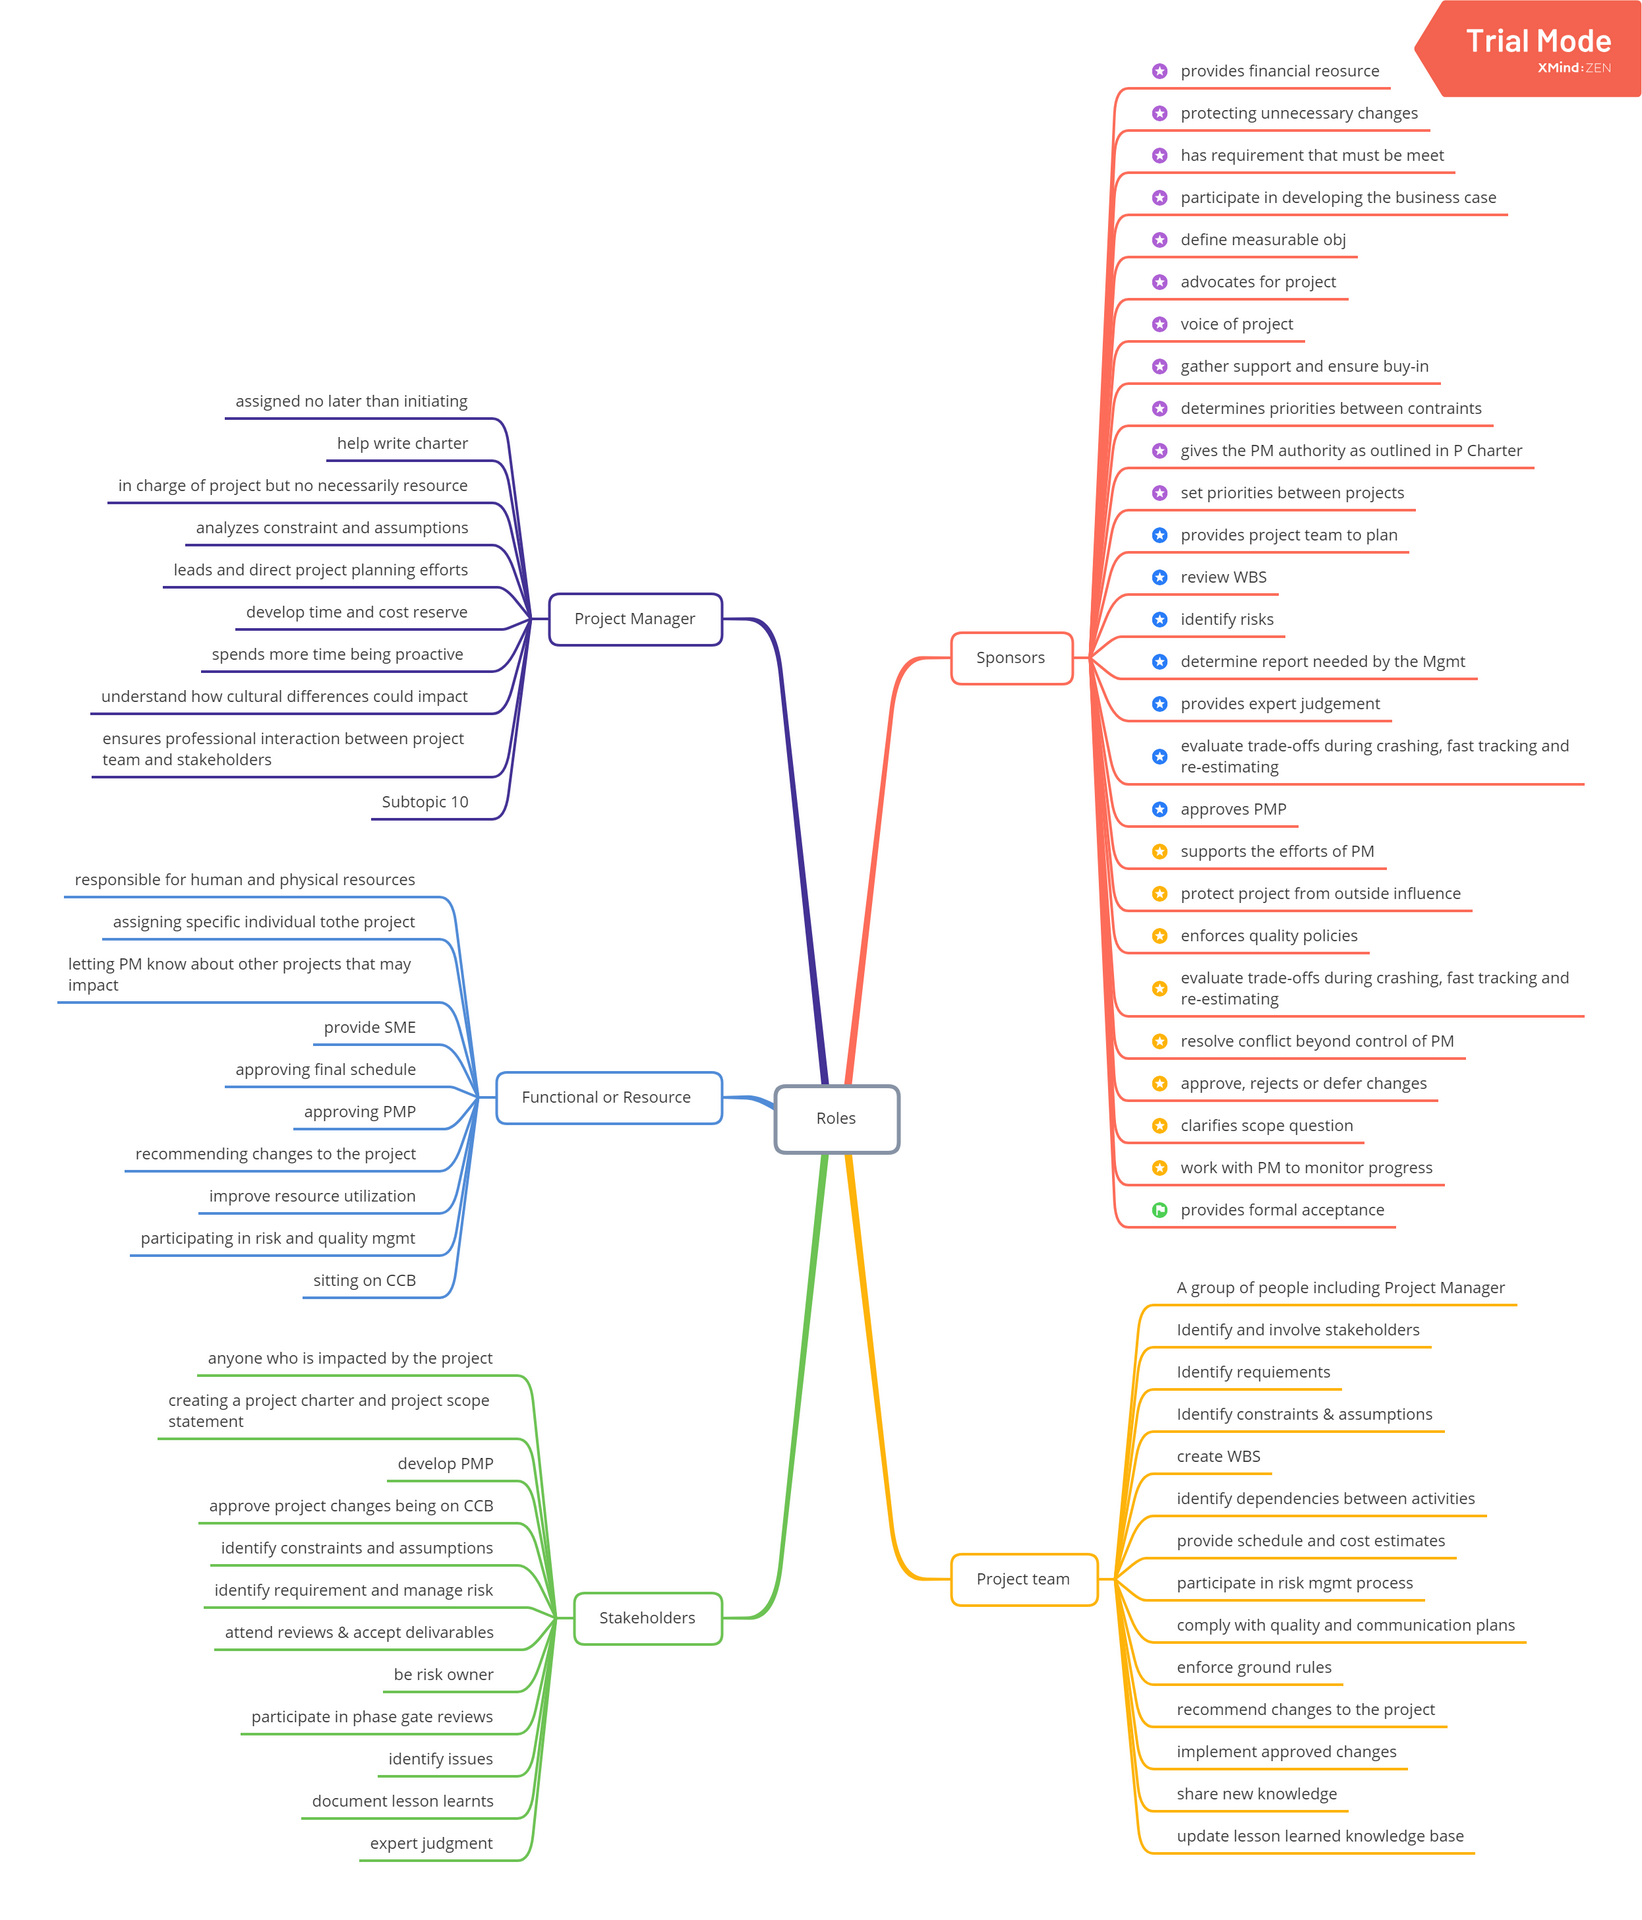 Trial Mode
XMind:ZEN
Roles
Sponsors
provides financial reosurce
protecting unnecessary changes
has requirement that must be meet
participate in developing the business case
define measurable obj
advocates for project
voice of project
gather support and ensure buy-in
determines priorities between contraints
gives the PM authority as outlined in P Charter
set priorities between projects
provides project team to plan
review WBS
identify risks
determine report needed by the Mgmt
provides expert judgement
evaluate trade-offs during crashing, fast tracking and
re-estimating
approves PMP
supports the efforts of PM
protect project from outside influence
enforces quality policies
evaluate trade-offs during crashing, fast tracking and
re-estimating
resolve conflict beyond control of PM
approve, rejects or defer changes
clarifies scope question
work with PM to monitor progress
provides formal acceptance
Project team
A group of people including Project Manager
Identify and involve stakeholders
Identify requiements
Identify constraints & assumptions
create WBS
identify dependencies between activities
provide schedule and cost estimates
participate in risk mgmt process
comply with quality and communication plans
enforce ground rules
recommend changes to the project
implement approved changes
share new knowledge
update lesson learned knowledge base
Project Manager
assigned no later than initiating
help write charter
in charge of project but no necessarily resource
analyzes constraint and assumptions
leads and direct project planning efforts
develop time and cost reserve
spends more time being proactive
understand how cultural differences could impact
ensures professional interaction between project
team and stakeholders
Subtopic 10
Functional or Resource
responsible for human and physical resources
assigning specific individual tothe project
letting PM know about other projects that may
impact
provide SME
approving final schedule
approving PMP
recommending changes to the project
improve resource utilization
participating in risk and quality mgmt
sitting on CCB
Stakeholders
anyone who is impacted by the project
creating a project charter and project scope
statement
develop PMP
approve project changes being on CCB
identify constraints and assumptions
identify requirement and manage risk
attend reviews & accept delivarables
be risk owner
participate in phase gate reviews
identify issues
document lesson learnts
expert judgment